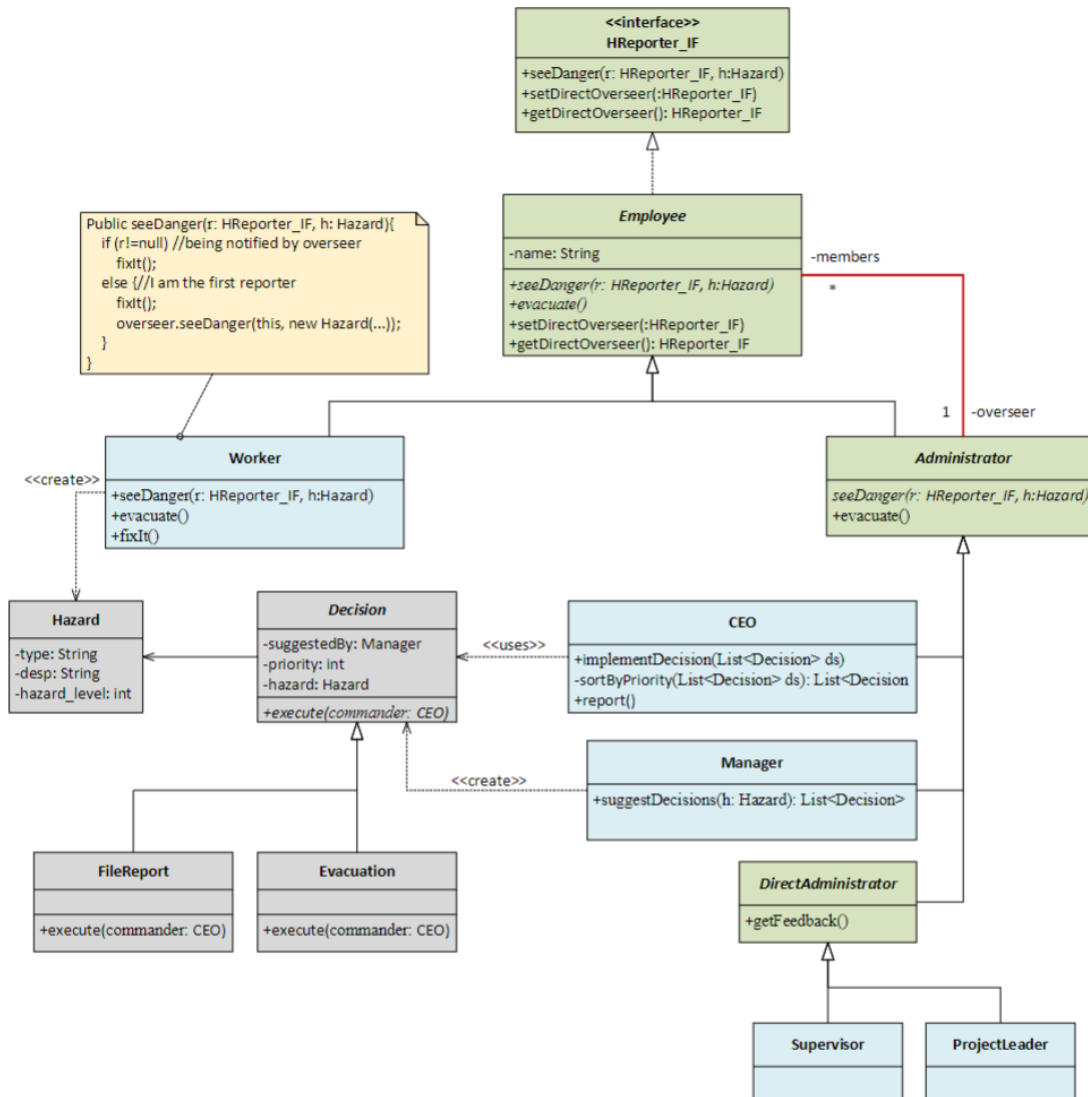 <<interface>>
HReporter_IF
+seeDanger(r: HReporter_IF, h:Hazard)
+setDirectOverseer(:HReporter_IF)
+getDirectOverseer(): HReporter_IF
Public seeDanger(r: HReporter_IF, h: Hazard){
if (r!=null) //being notified by overseer
fixIt();
else {//I am the first reporter
fixIt();
overseer.seeDanger(this, new Hazard(...));
}
}
Employee
-name: String
+seeDanger(r: HReporter_IF, h:Hazard)
+evacuate()
+setDirectOverseer(:HReporter_IF)
+getDirectOverseer(): HReporter_IF
-members
*
1 -overseer
Worker
+seeDanger(r: HReporter_IF, h:Hazard)
+evacuate()
+fixIt()
<<create>>
Administrator
seeDanger(r: HReporter_IF, h:Hazard)
+evacuate()
Hazard
-type: String
-desp: String
-hazard_level: int
Decision
-suggestedBy: Manager
-priority: int
-hazard: Hazard
+execute(commander: CEO)
<<uses>>
CEO
+implementDecision(List<Decision> ds)
-sortByPriority(List<Decision> ds): List<Decision
+report()
<<create>>
Manager
+suggestDecisions(h: Hazard): List<Decision>
FileReport
+execute(commander: CEO)
Evacuation
+execute(commander: CEO)
DirectAdministrator
+getFeedback()
Supervisor
ProjectLeader